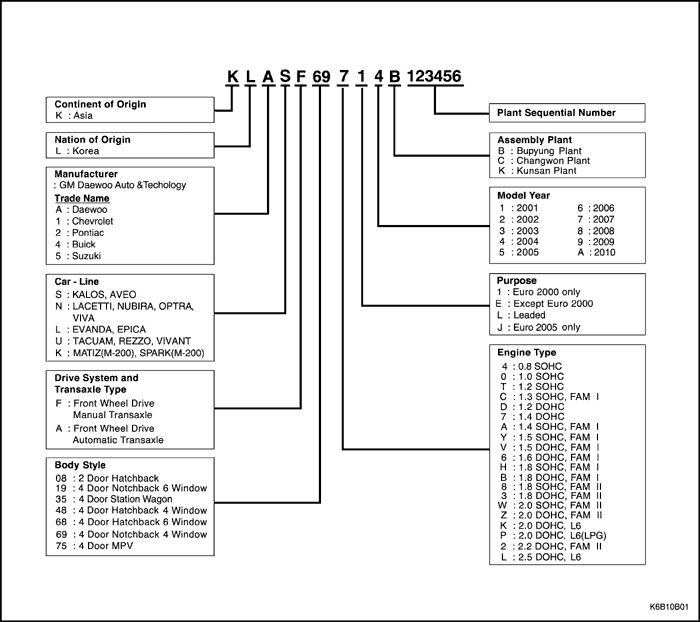 K L A S F 69 7 1 4 B 123456
Continent of Origin
K : Asia
Nation of Origin
L : Korea
Manufacturer
: GM Daewoo Auto &Techology
Trade Name
A : Daewoo
1 : Chevrolet
2 : Pontiac
4 : Buick
5 : Suzuki
Car - Line
S : KALOS, AVEO
N : LACETTI, NUBIRA, OPTRA,
VIVA
L : EVANDA, EPICA
U : TACUAM, REZZO, VIVANT
K : MATIZ(M-200), SPARK(M-200)
Drive System and
Transaxle Type
F : Front Wheel Drive
Manual Transaxle
A : Front Wheel Drive
Automatic Transaxle
Body Style
08 : 2 Door Hatchback
19 : 4 Door Notchback 6 Window
35 : 4 Door Station Wagon
48 : 4 Door Hatchback 4 Window
68 : 4 Door Hatchback 6 Window
69 : 4 Door Notchback 4 Window
75 : 4 Door MPV
Plant Sequential Number
Assembly Plant
B : Bupyung Plant
C : Changwon Plant
K : Kunsan Plant
Model Year
1 : 2001 6 : 2006
2 : 2002 7 : 2007
3 : 2003 8 : 2008
4 : 2004 9 : 2009
5 : 2005 A : 2010
Purpose
1 : Euro 2000 only
E : Except Euro 2000
L : Leaded
J : Euro 2005 only
Engine Type
4 : 0.8 SOHC
0 : 1.0 SOHC
T : 1.2 SOHC
C : 1.3 SOHC, FAM I
D : 1.2 DOHC
7 : 1.4 DOHC
A : 1.4 SOHC, FAM I
Y : 1.5 SOHC, FAM I
V : 1.5 DOHC, FAM I
6 : 1.6 DOHC, FAM I
H : 1.8 SOHC, FAM I
B : 1.8 DOHC, FAM I
8 : 1.8 SOHC, FAM II
3 : 1.8 DOHC, FAM II
W : 2.0 SOHC, FAM II
Z : 2.0 DOHC, FAM II
K : 2.0 DOHC, L6
P : 2.0 DOHC, L6(LPG)
2 : 2.2 DOHC, FAM II
L : 2.5 DOHC, L6
K6B10B01